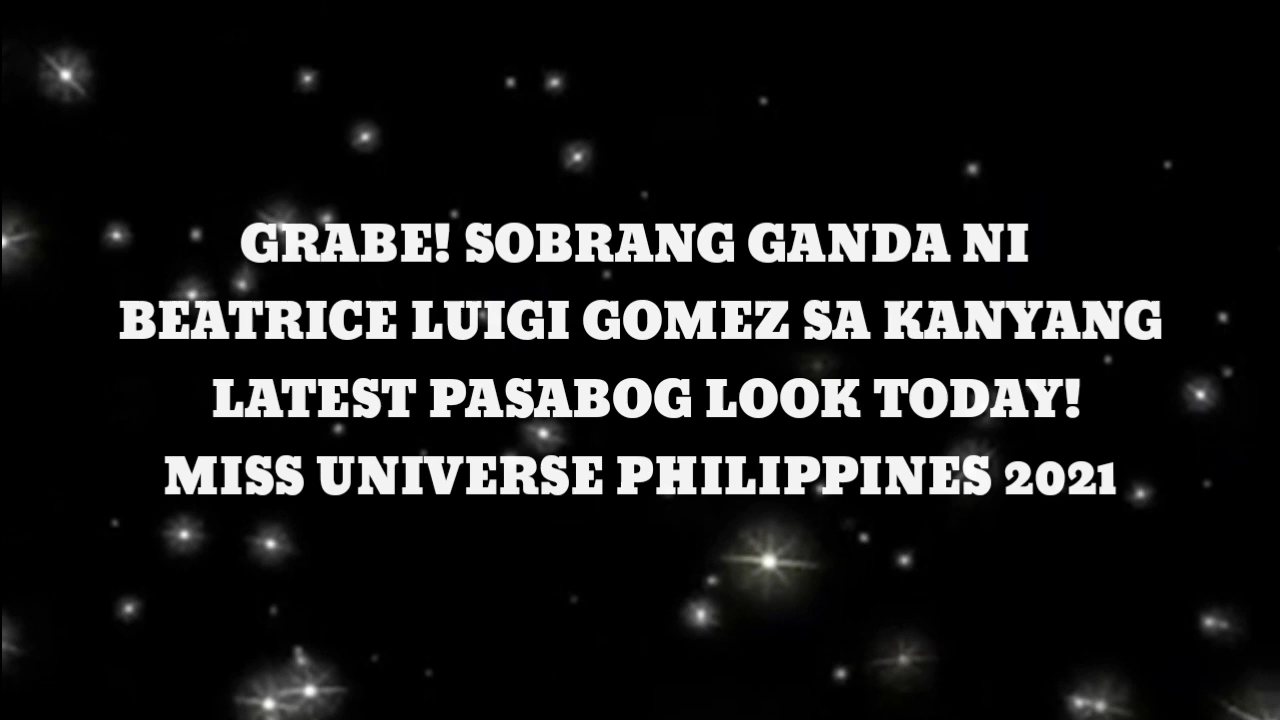 GRABE! SOBRANG GANDA NI
BEATRICE LUIGI GOMEZ SA KANYANG
LATEST PASABOG LOOK TODAY!
MISS UNIVERSE PHILIPPINES 2021